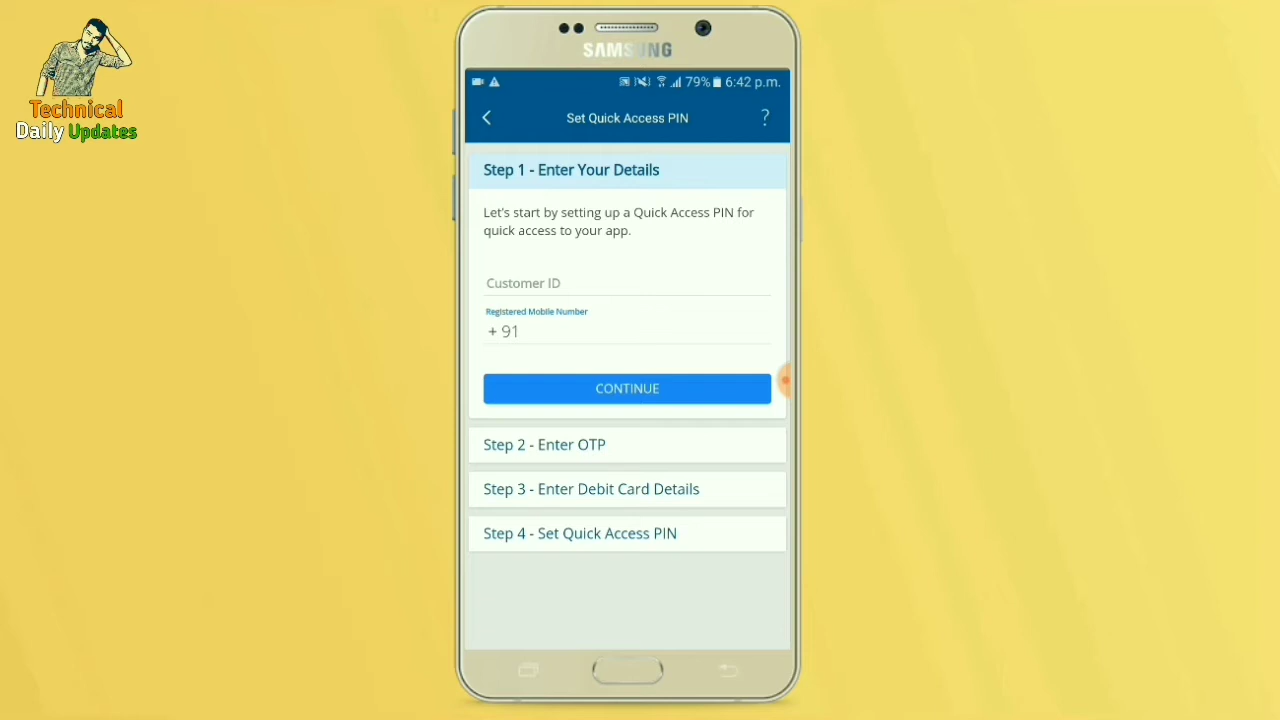 Technical
Daily Updates
SAMSUNG
79% 6:42 p.m.
Set Quick Access PIN ?
Step 1 - Enter Your Details
Let's start by setting up a Quick Access PIN for
quick access to your app.
Customer ID
Registered Mobile Number
+ 91
CONTINUE
Step 2 - Enter OTP
Step 3 - Enter Debit Card Details
Step 4 - Set Quick Access PIN